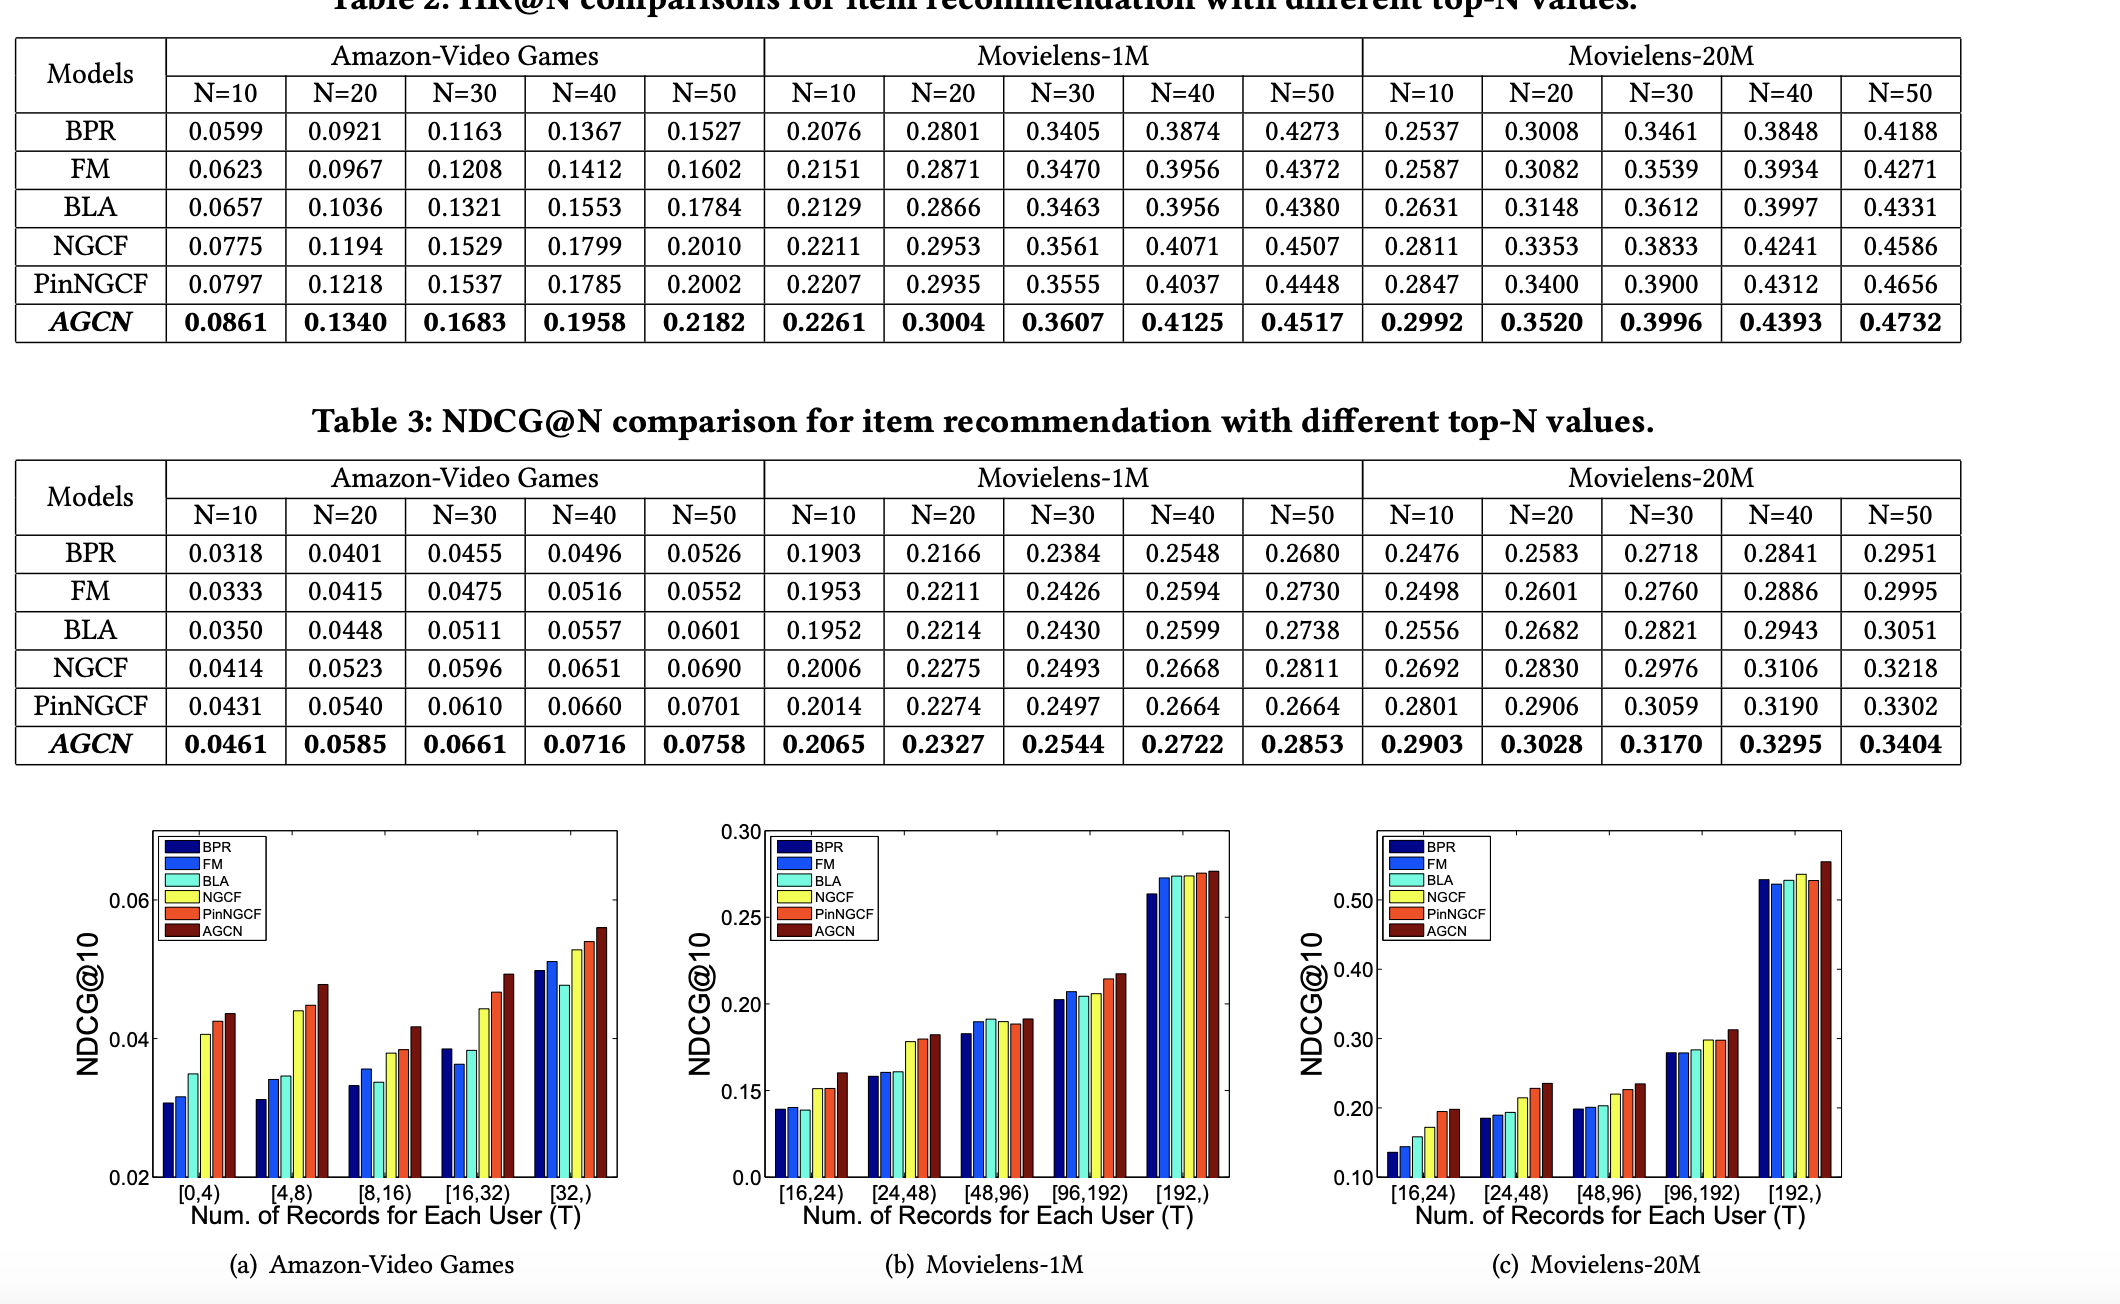 Table 2: HR@N comparisons for item recommendation with different top-N values.
Models Amazon-Video Games Movielens-1M Movielens-20M
N=10 N=20 N=30 N=40 N=50 N=10 N=20 N=30 N=40 N=50 N=10 N=20 N=30 N=40 N=50
BPR 0.0599 0.0921 0.1163 0.1367 0.1527 0.2076 0.2801 0.3405 0.3874 0.4273 0.2537 0.3008 0.3461 0.3848 0.4188
FM 0.0623 0.0967 0.1208 0.1412 0.1602 0.2151 0.2871 0.3470 0.3956 0.4372 0.2587 0.3082 0.3539 0.3934 0.4271
BLA 0.0657 0.1036 0.1321 0.1553 0.1784 0.2129 0.2866 0.3463 0.3956 0.4380 0.2631 0.3148 0.3612 0.3997 0.4331
NGCF 0.0775 0.1194 0.1529 0.1799 0.2010 0.2211 0.2953 0.3561 0.4071 0.4507 0.2811 0.3353 0.3833 0.4241 0.4586
PinNGCF 0.0797 0.1218 0.1537 0.1785 0.2002 0.2207 0.2935 0.3555 0.4037 0.4448 0.2847 0.3400 0.3900 0.4312 0.4656
AGCN 0.0861 0.1340 0.1683 0.1958 0.2182 0.2261 0.3004 0.3607 0.4125 0.4517 0.2992 0.3520 0.3996 0.4393 0.4732
Table 3: NDCG@N comparison for item recommendation with different top-N values.
Models Amazon-Video Games Movielens-1M Movielens-20M
N=10 N=20 N=30 N=40 N=50 N=10 N=20 N=30 N=40 N=50 N=10 N=20 N=30 N=40 N=50
BPR 0.0318 0.0401 0.0455 0.0496 0.0526 0.1903 0.2166 0.2384 0.2548 0.2680 0.2476 0.2583 0.2718 0.2841 0.2951
FM 0.0333 0.0415 0.0475 0.0516 0.0552 0.1953 0.2211 0.2426 0.2594 0.2730 0.2498 0.2601 0.2760 0.2886 0.2995
BLA 0.0350 0.0448 0.0511 0.0557 0.0601 0.1952 0.2214 0.2430 0.2599 0.2738 0.2556 0.2682 0.2821 0.2943 0.3051
NGCF 0.0414 0.0523 0.0596 0.0651 0.0690 0.2006 0.2275 0.2493 0.2668 0.2811 0.2692 0.2830 0.2976 0.3106 0.3218
PinNGCF 0.0431 0.0540 0.0610 0.0660 0.0701 0.2014 0.2274 0.2497 0.2664 0.2664 0.2801 0.2906 0.3059 0.3190 0.3302
AGCN 0.0461 0.0585 0.0661 0.0716 0.0758 0.2065 0.2327 0.2544 0.2722 0.2853 0.2903 0.3028 0.3170 0.3295 0.3404
NDCG@10
0.06
0.04
0.02
BPR
FM
BLA
NGCF
PinNGCF
AGCN
[0,4) [4,8) [8,16) [16,32) [32,)
Num. of Records for Each User (T)
(a) Amazon-Video Games
NDCG@10
0.30
0.25
0.20
0.15
0.0
BPR
FM
BLA
NGCF
PinNGCF
AGCN
[16,24) [24,48) [48,96) [96,192) [192,)
Num. of Records for Each User (T)
(b) Movielens-1M
NDCG@10
0.50
0.40
0.30
0.20
0.10
BPR
FM
BLA
NGCF
PinNGCF
AGCN
[16,24) [24,48) [48,96) [96,192) [192,)
Num. of Records for Each User (T)
(c) Movielens-20M